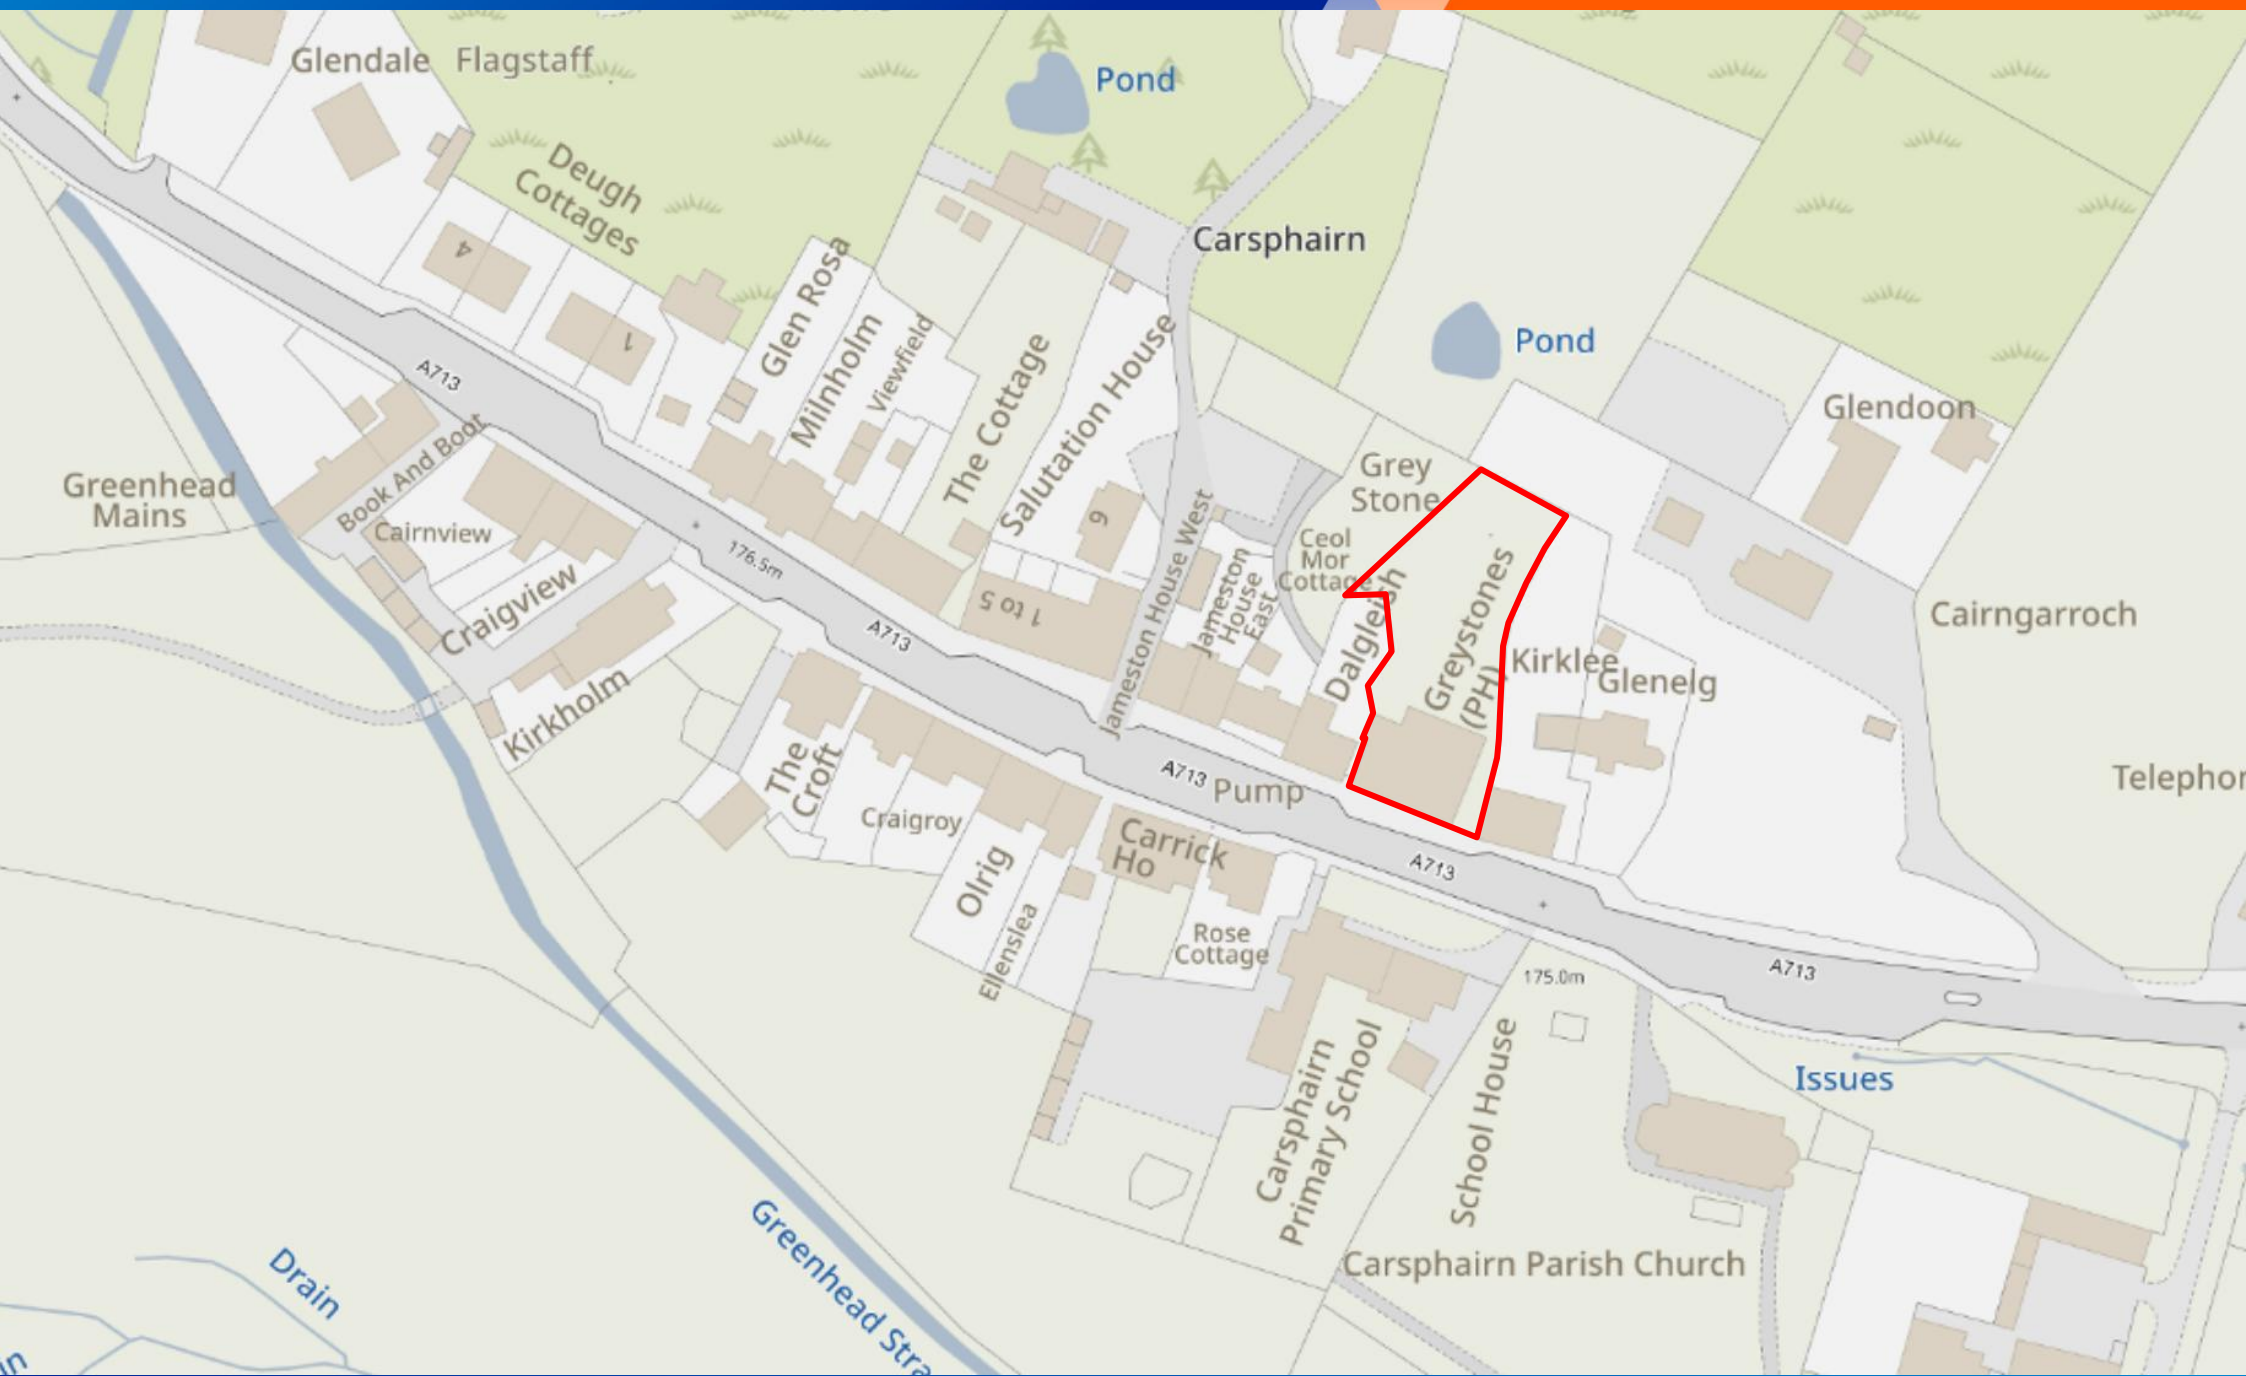 Glendale
Flagstaff
Pond
Deugh
Cottages
4
1
Glen Rosa
Milnholm
Viewfield
The Cottage
Salutation House
Carsphairn
Pond
Glendoon
A713
Book And Boot
Greenhead
Mains
Cairnview
Craigview
Kirkholm
176.5m
A713
1 to 5
6
Jameston House West
Jameston
House
East
Grey
Stone
Ceol
Mor
Cottage
Dalgleish
Greystones
(PH)
Kirklee
Glenelg
Cairngarroch
Telephon
The
Croft
Craigroy
Olrig
Ellenslea
A713
Pump
Carrick
Ho
Rose
Cottage
A713
175.0m
A713
Issues
Carsphairn
Primary School
School House
Carsphairn Parish Church
Greenhead Stra
Drain